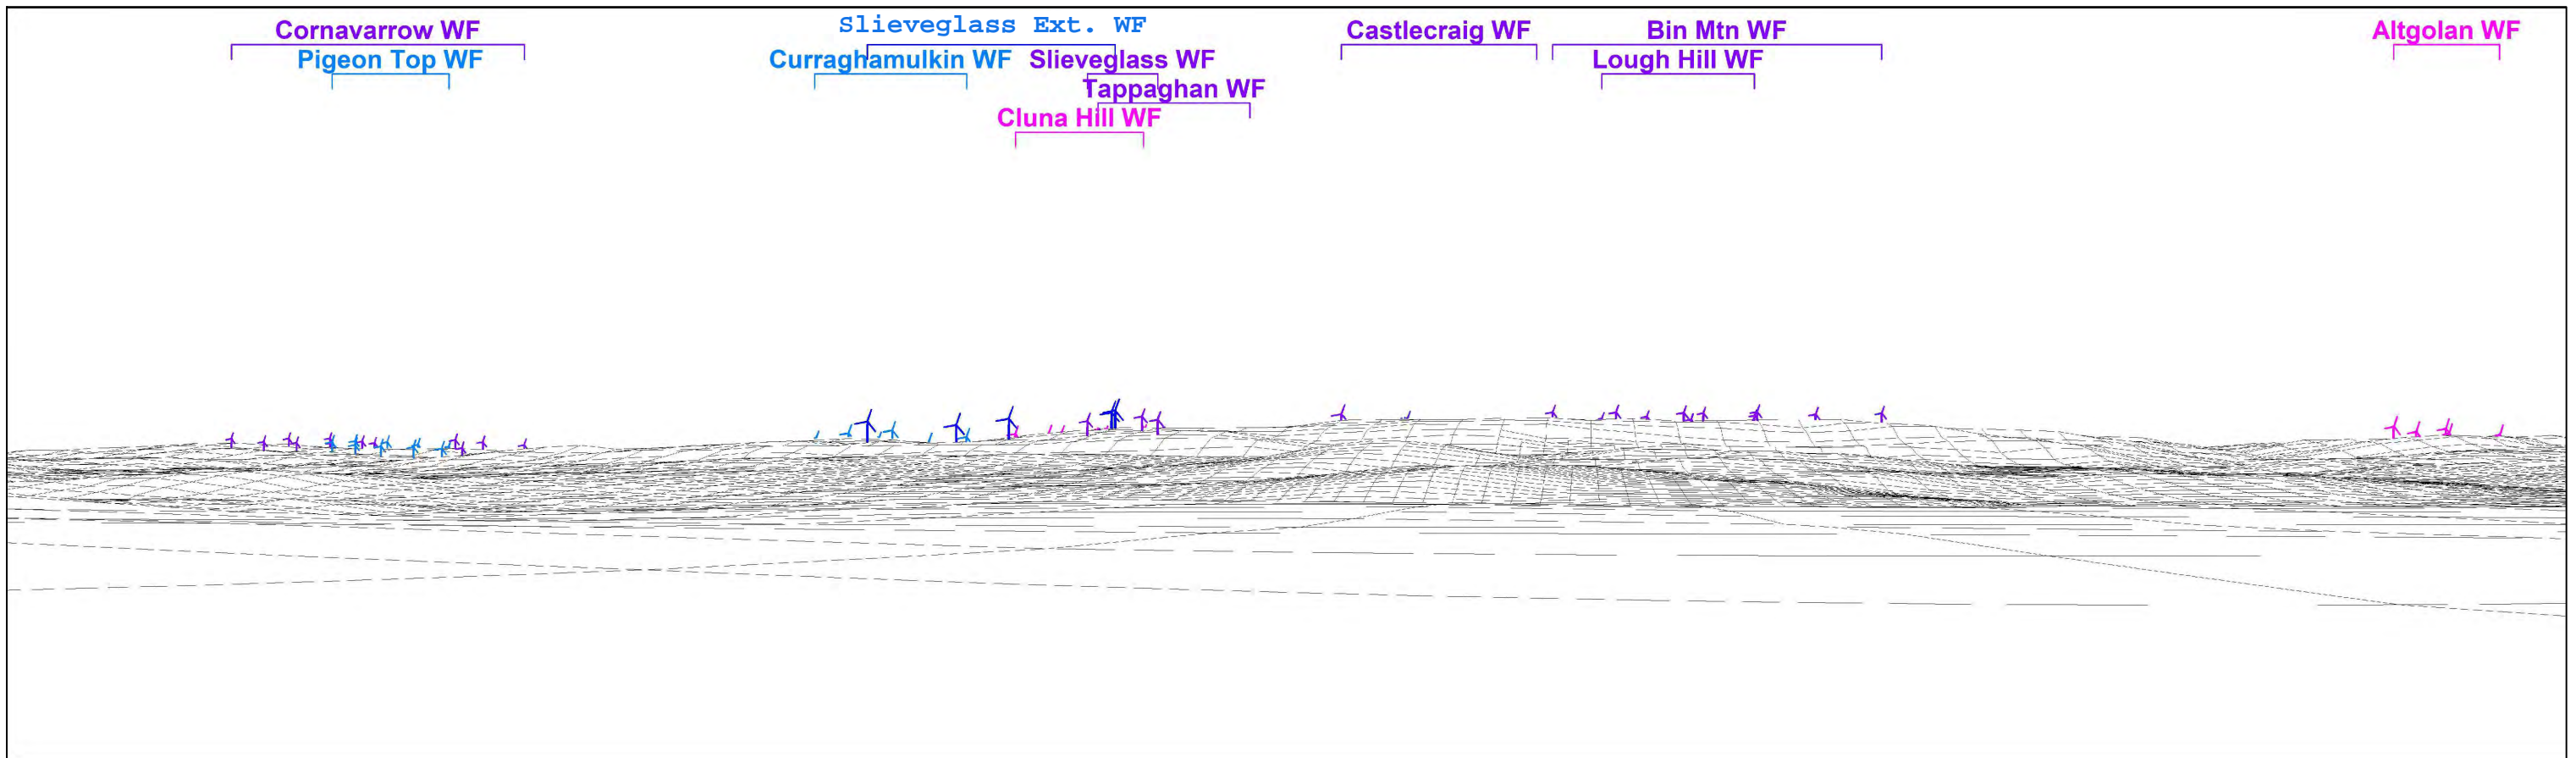 Cornavarrow WF
Slieveglass Ext. WF
Castlecraig WF
Bin Mtn WF
Altgolan WF
Pigeon Top WF
Curraghamulkin WF
Slieveglass WF
Lough Hill WF
Tappaghan WF
Cluna Hill WF